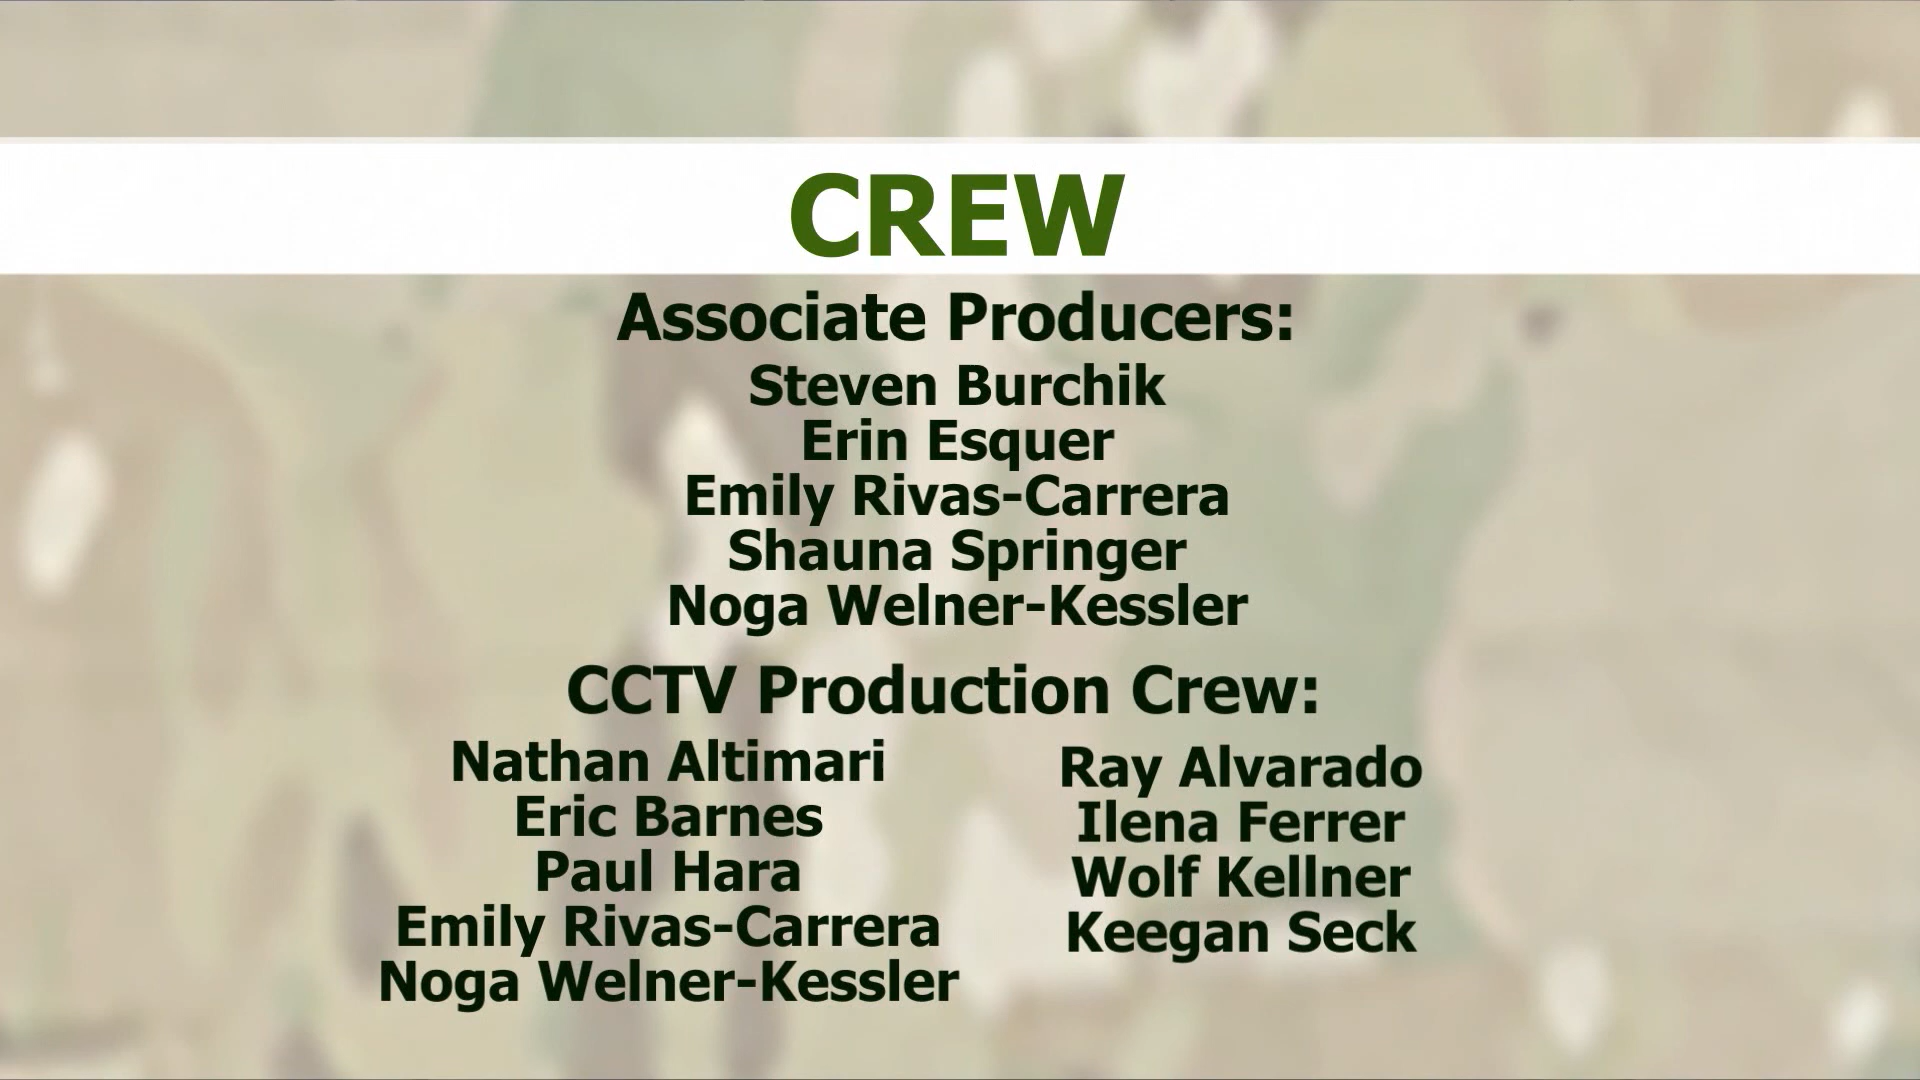 CREW
Associate Producers:
Steven Burchik
Erin Esquer
Emily Rivas-Carrera
Shauna Springer
Noga Welner-Kessler
CCTV Production Crew:
Nathan Altimari
Eric Barnes
Paul Hara
Emily Rivas-Carrera
Noga Welner-Kessler
Ray Alvarado
Ilena Ferrer
Wolf Kellner
Keegan Seck